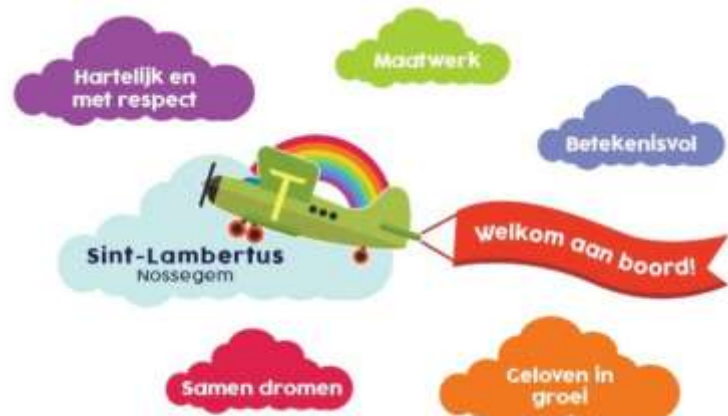 Hartelijk en
met respect
Maatwerk
Betekenisvol
Sint-Lambertus
Nossegem
Welkom aan boord!
Samen dromen
Geloven in
groei